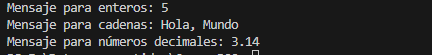 Mensaje para enteros: 5
Mensaje para cadenas: Hola, Mundo
Mensaje para números decimales: 3.14